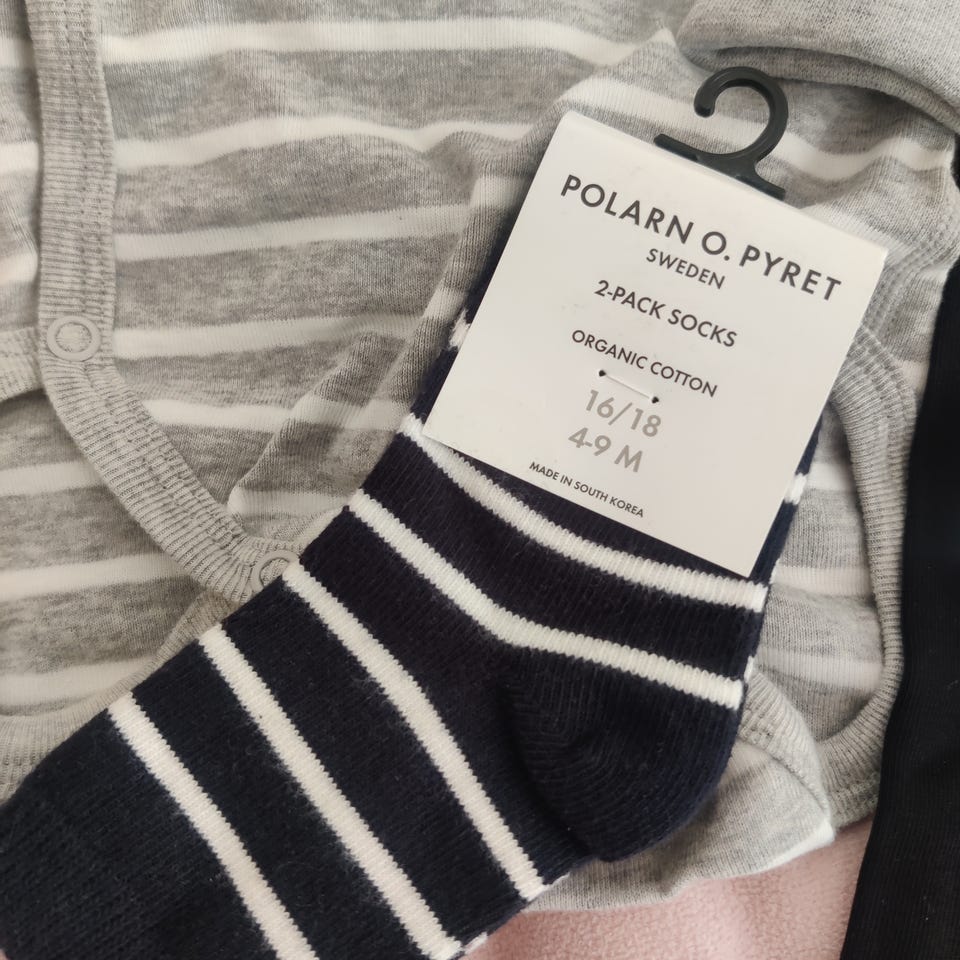 POLARN O. PYRET
SWEDEN
2-PACK SOCKS
ORGANIC COTTON
16/18
4-9 M
MADE IN SOUTH KOREA